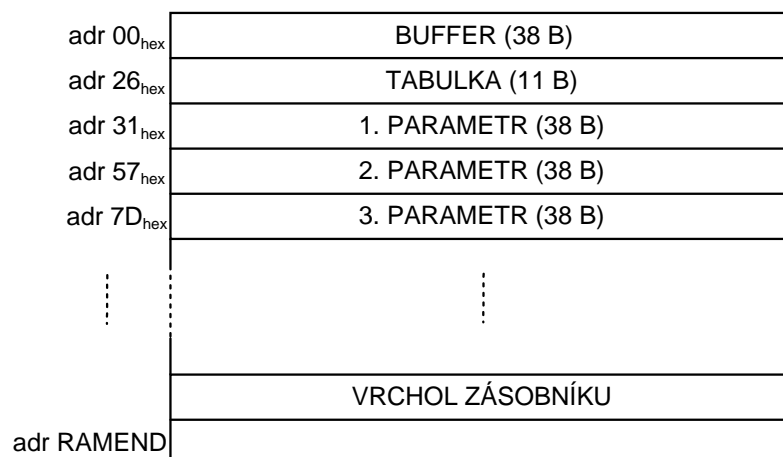 adr 00hex BUFFER (38 B)
adr 26hex TABULKA (11 B)
adr 31hex 1. PARAMETR (38 B)
adr 57hex 2. PARAMETR (38 B)
adr 7Dhex 3. PARAMETR (38 B)
VRCHOL ZÁSOBNÍKU
adr RAMEND